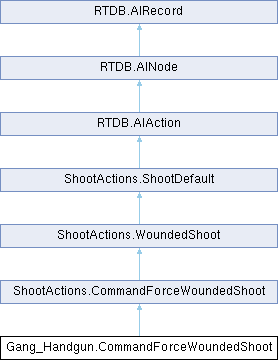 RTDB.AIRecord
RTDB.AINode
RTDB.AIAction
ShootActions.ShootDefault
ShootActions.WoundedShoot
ShootActions.CommandForceWoundedShoot
Gang_Handgun.CommandForceWoundedShoot